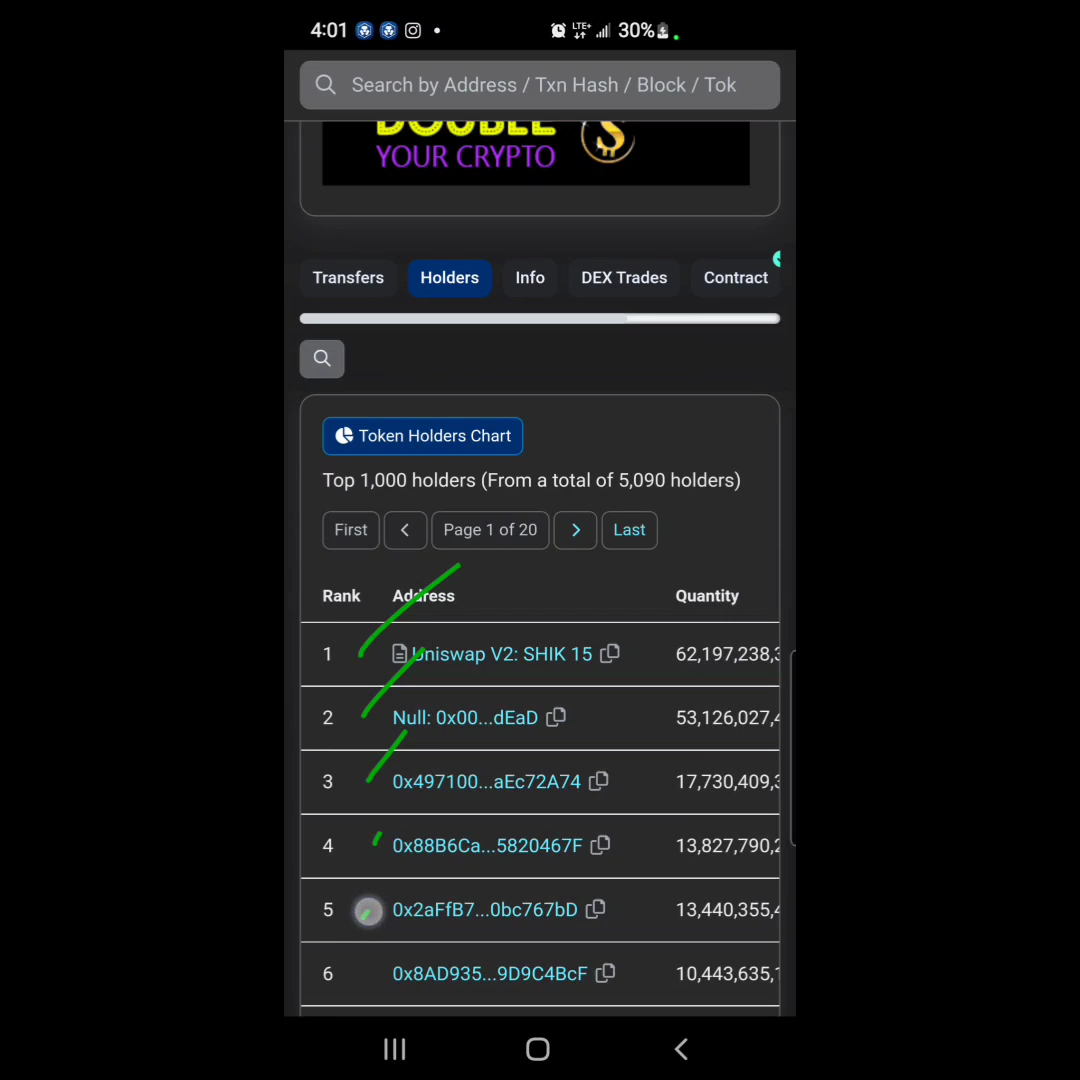 4:01 LTE+ 30%
Search by Address / Txn Hash / Block / Tok
DOUBLE
YOUR CRYPTO
Transfers Holders Info DEX Trades Contract
Token Holders Chart
Top 1,000 holders (From a total of 5,090 holders)
First Page 1 of 20 Last
Rank Address Quantity
1 Uniswap V2: SHIK 15 62,197,238,3
2 Null: 0x00...dEaD 53,126,027,4
3 0x497100...aEc72A74 17,730,409,3
4 0x88B6Ca...5820467F 13,827,790,2
5 0x2aFfB7...0bc767bD 13,440,355,4
6 0x8AD935...9D9C4BcF 10,443,635,1